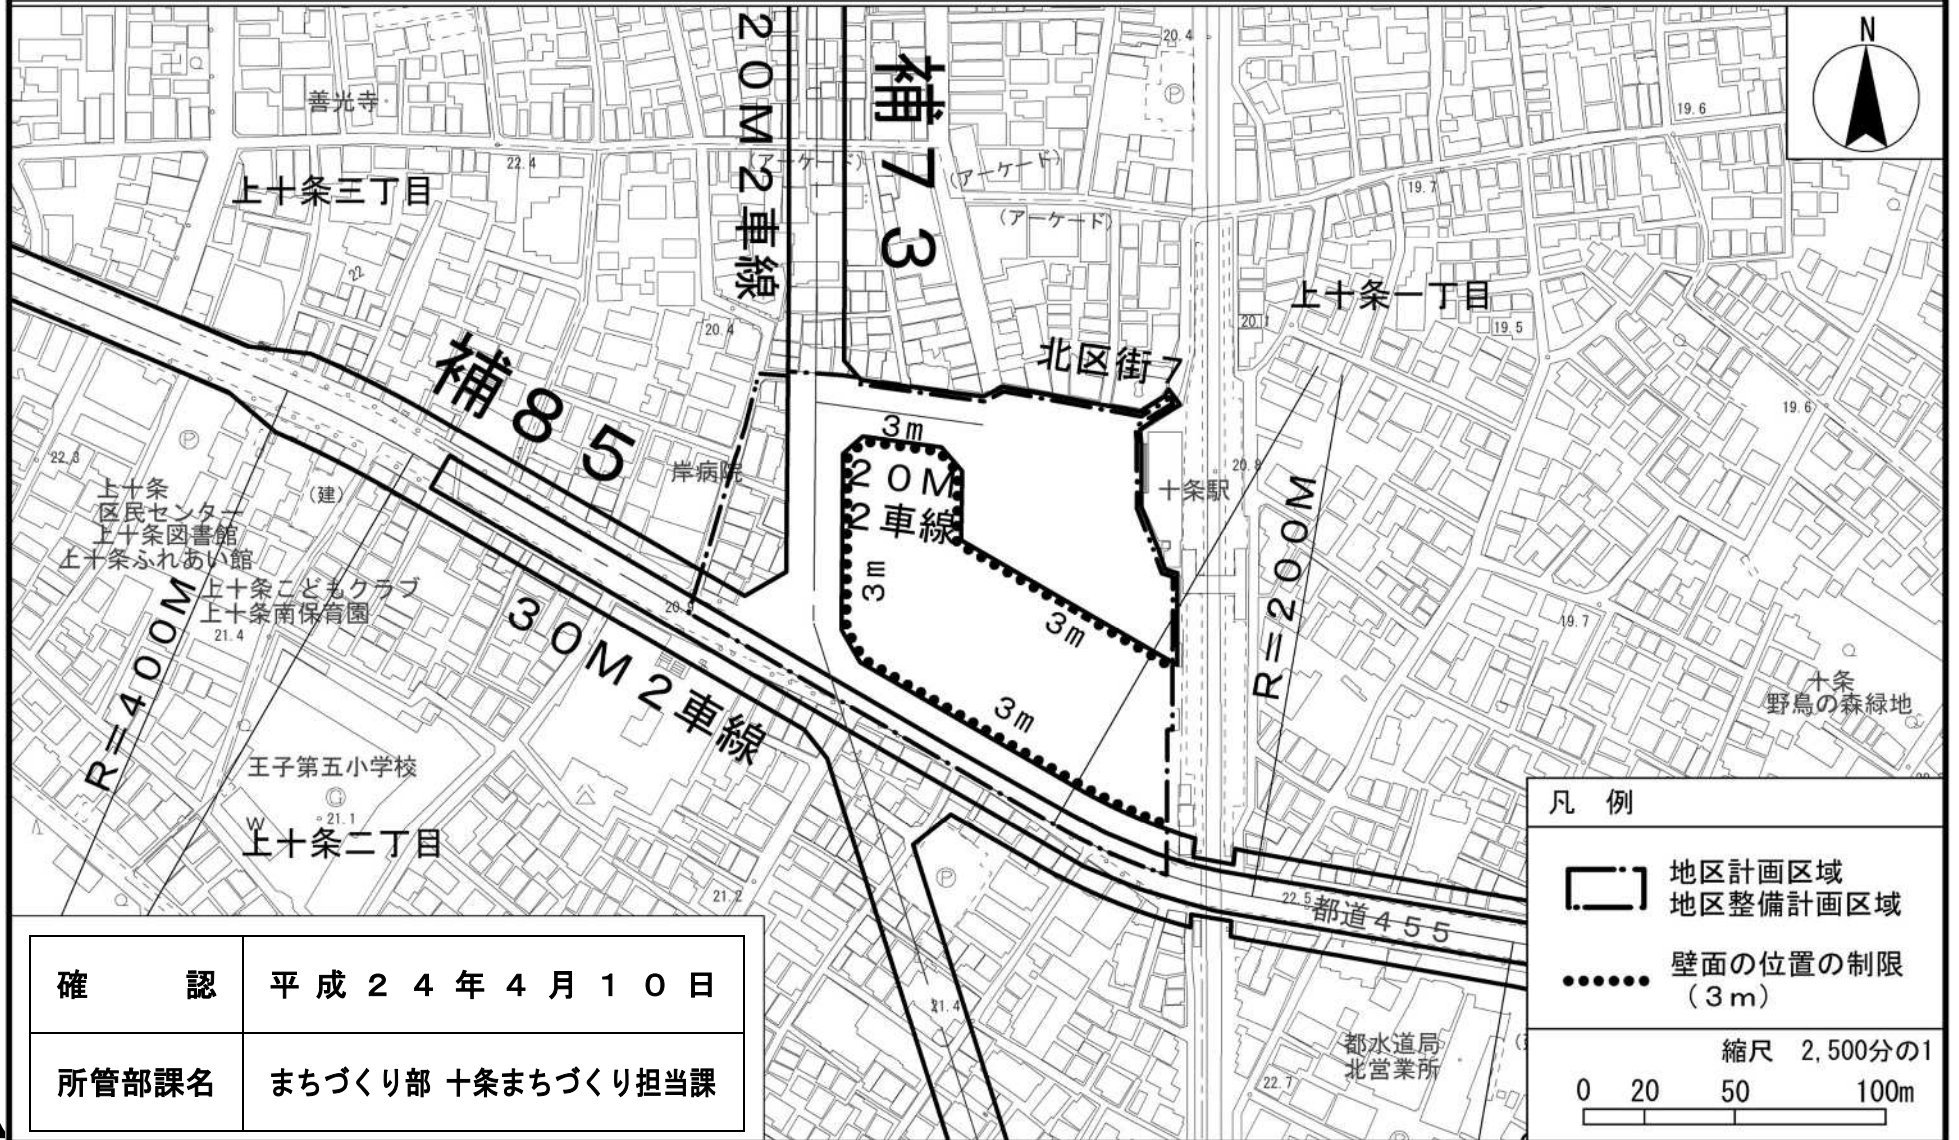 N
20M2車線
補73
20.4
P
19.6
善光寺
22.4
(アーケード)
(アーケード)
(アーケード)
19.7
上十条三丁目
22
20.4
上十条一丁目
20.1
19.5
北区街7
補85
19.6
22.3
P
岸病院
3m
20M
2車線
20.8
十条駅
R=200M
上十条
区民センター
上十条図書館
上十条ふれあい館
(建)
上十条こどもクラブ
上十条南保育園
21.4
R=400M
20.9
30M2車線
3m
3m
3m
19.7
十条
野鳥の森緑地
王子第五小学校
21.1
W
上十条二丁目
21.2
P
22.5
都道455
21.4
都水道局
北営業所
22.7
凡 例
地区計画区域
地区整備計画区域
壁面の位置の制限
(3m)
縮尺 2,500分の1
0 20 50 100m
確 認 平成24年4月10日
所管部課名 まちづくり部 十条まちづくり担当課